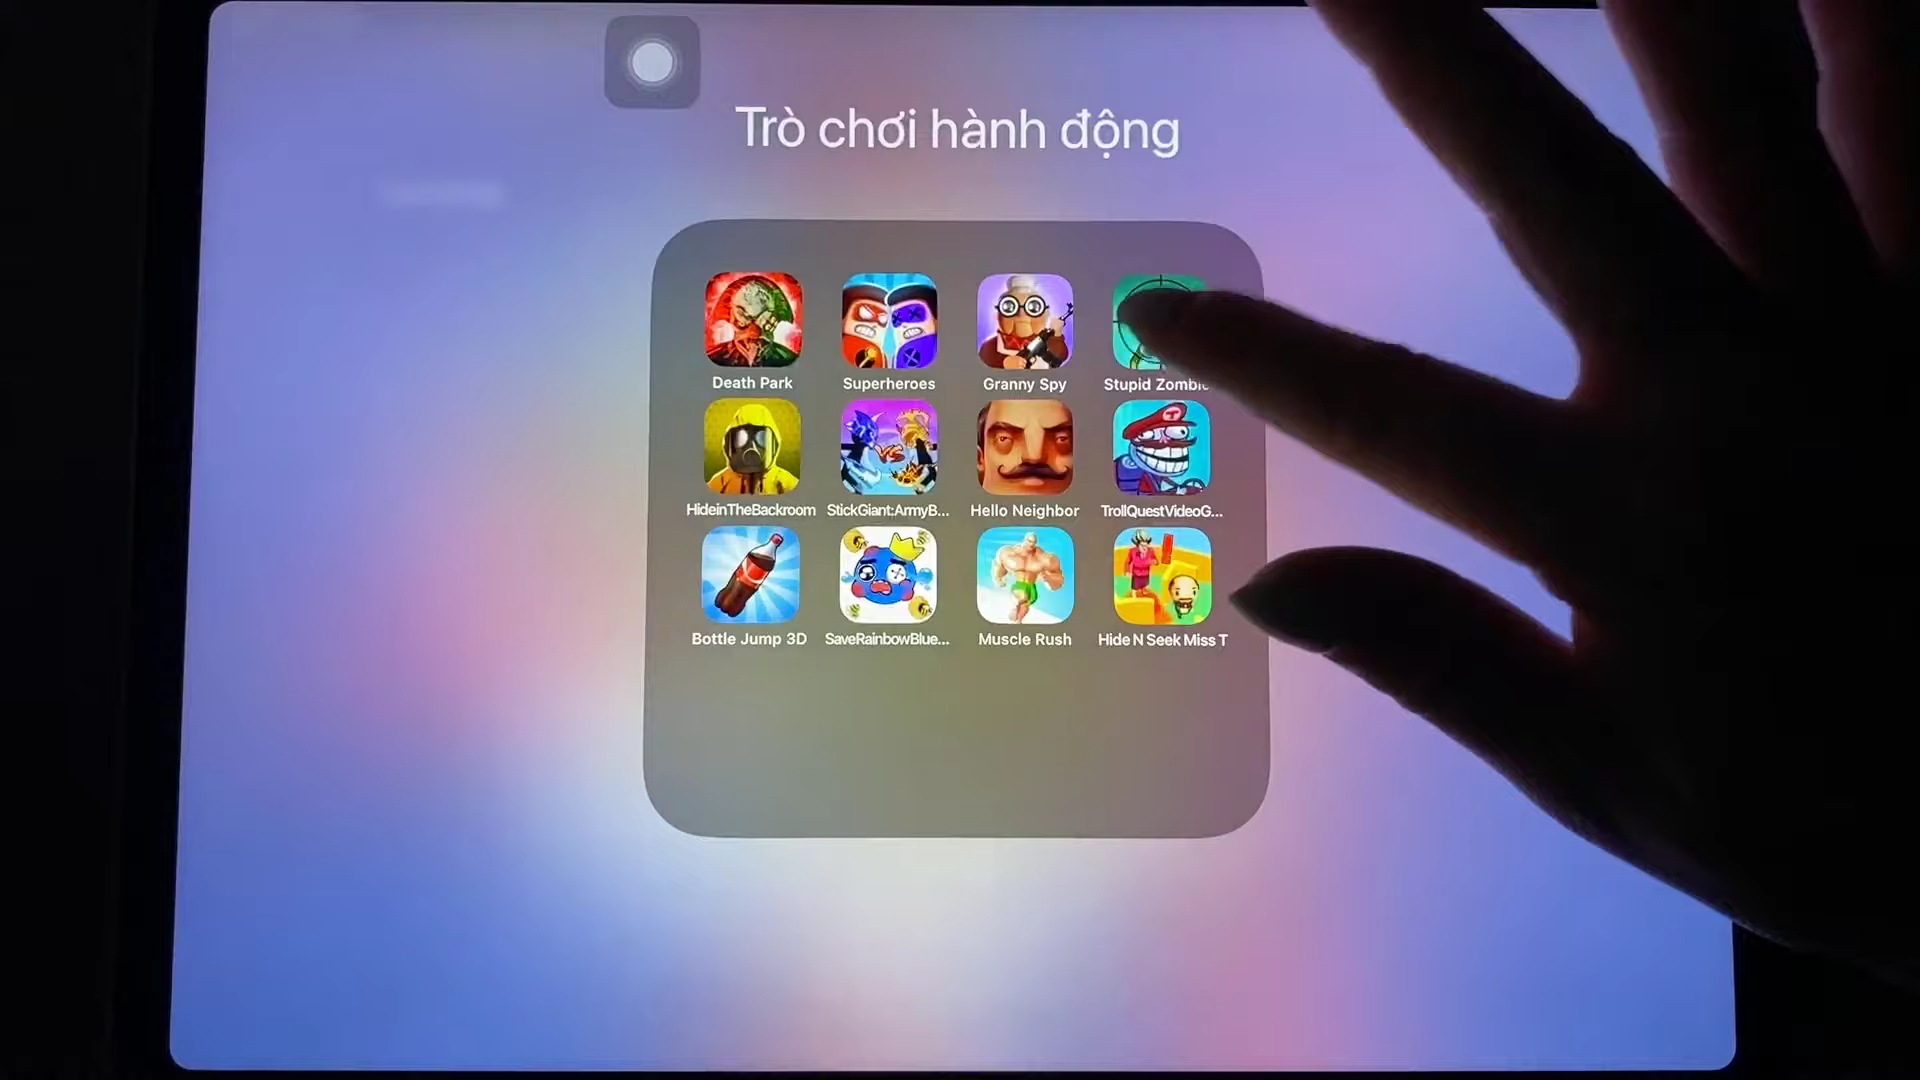 Trò chơi hành động
Death Park
Superheroes
Granny Spy
Stupid Zombie
HideinTheBackroom
StickGiant:ArmyB...
Hello Neighbor
TrollQuestVideoG...
Bottle Jump 3D
SaveRainbowBlue...
Muscle Rush
Hide N Seek Miss T